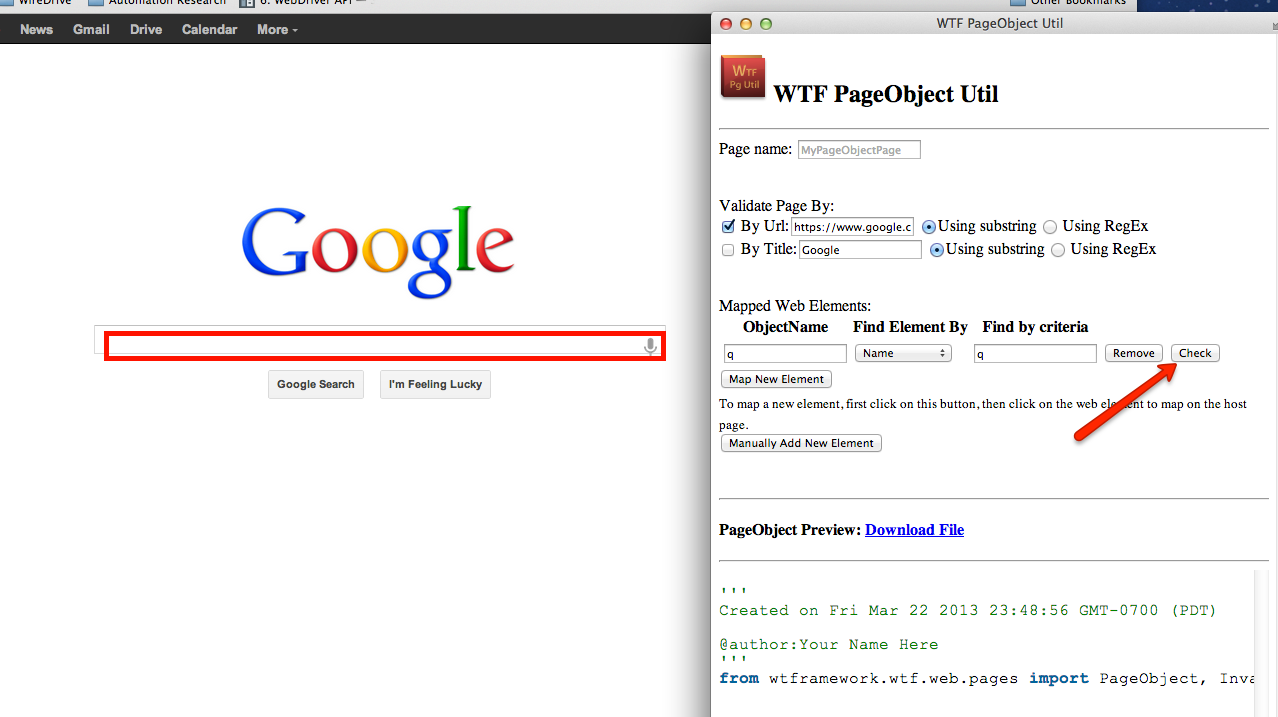 WireDrive Automation Research 6. WebDriver API — Other Bookmarks
News Gmail Drive Calendar More
Google
Google Search I'm Feeling Lucky
WTF PageObject Util
WTF
Pg Util
WTF PageObject Util
Page name: MyPageObjectPage
Validate Page By:
By Url: https://www.google.c Using substring Using RegEx
By Title: Google Using substring Using RegEx
Mapped Web Elements:
ObjectName Find Element By Find by criteria
q Name q Remove Check
Map New Element
To map a new element, first click on this button, then click on the web element to map on the host
page.
Manually Add New Element
PageObject Preview: Download File
'''
Created on Fri Mar 22 2013 23:48:56 GMT-0700 (PDT)
@author:Your Name Here
'''
from wtframework.wtf.web.pages import PageObject, Inva